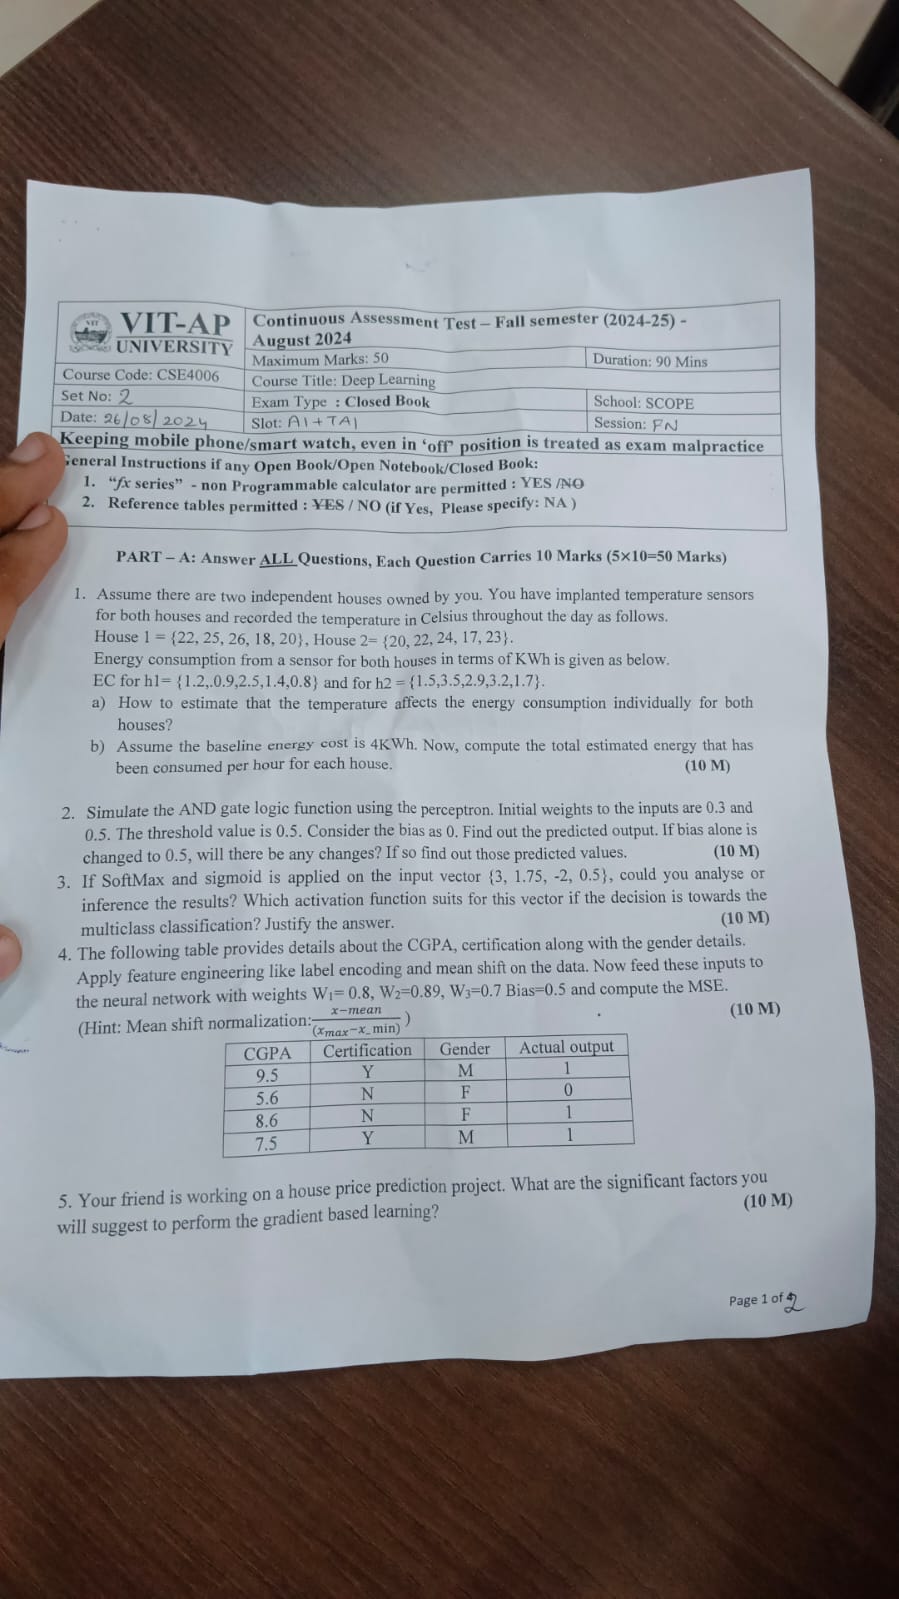 VIT-AP
UNIVERSITY
Continuous Assessment Test – Fall semester (2024-25) -
August 2024
Maximum Marks: 50
Duration: 90 Mins
Course Code: CSE4006
Course Title: Deep Learning
Set No: 2
Exam Type : Closed Book
School: SCOPE
Date: 26/08/2024
Slot: A1+TA1
Session: FN
Keeping mobile phone/smart watch, even in ‘off’ position is treated as exam malpractice
General Instructions if any Open Book/Open Notebook/Closed Book:
1. “fx series” - non Programmable calculator are permitted : YES /NO
2. Reference tables permitted : YES / NO (if Yes, Please specify: NA )
PART – A: Answer ALL Questions, Each Question Carries 10 Marks (5×10=50 Marks)
1. Assume there are two independent houses owned by you. You have implanted temperature sensors
for both houses and recorded the temperature in Celsius throughout the day as follows.
House 1 = {22, 25, 26, 18, 20}, House 2= {20, 22, 24, 17, 23}.
Energy consumption from a sensor for both houses in terms of KWh is given as below.
EC for h1= {1.2,.0.9,2.5,1.4,0.8} and for h2 = {1.5,3.5,2.9,3.2,1.7}.
a) How to estimate that the temperature affects the energy consumption individually for both
houses?
b) Assume the baseline energy cost is 4KWh. Now, compute the total estimated energy that has
been consumed per hour for each house. (10 M)
2. Simulate the AND gate logic function using the perceptron. Initial weights to the inputs are 0.3 and
0.5. The threshold value is 0.5. Consider the bias as 0. Find out the predicted output. If bias alone is
changed to 0.5, will there be any changes? If so find out those predicted values. (10 M)
3. If SoftMax and sigmoid is applied on the input vector {3, 1.75, -2, 0.5}, could you analyse or
inference the results? Which activation function suits for this vector if the decision is towards the
multiclass classification? Justify the answer. (10 M)
4. The following table provides details about the CGPA, certification along with the gender details.
Apply feature engineering like label encoding and mean shift on the data. Now feed these inputs to
the neural network with weights W1= 0.8, W2=0.89, W3=0.7 Bias=0.5 and compute the MSE.
(Hint: Mean shift normalization: x-mean / (xmax-x_min) ) (10 M)
CGPA Certification Gender Actual output
9.5 Y M 1
5.6 N F 0
8.6 N F 1
7.5 Y M 1
5. Your friend is working on a house price prediction project. What are the significant factors you
will suggest to perform the gradient based learning? (10 M)
Page 1 of 2